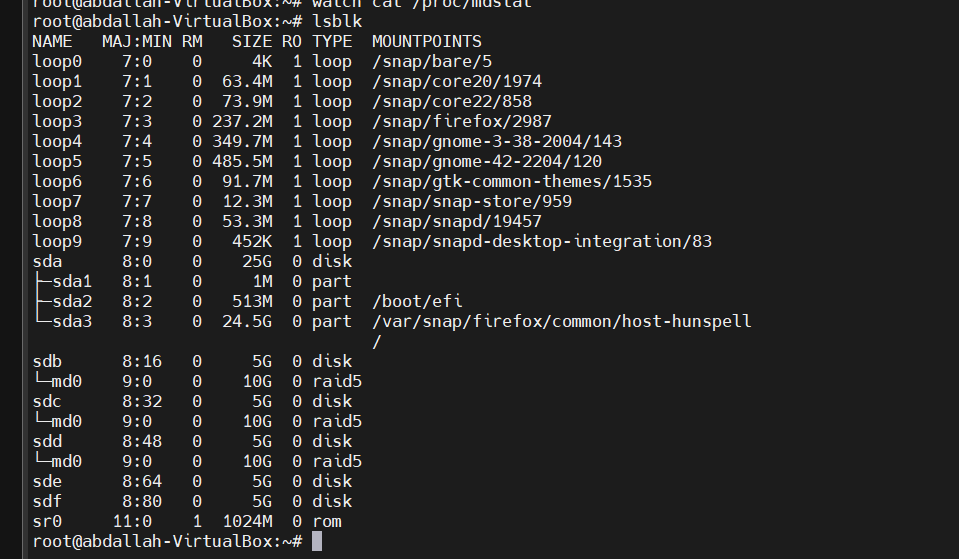 root@abdallah-VirtualBox:~# watch cat /proc/mdstat
root@abdallah-VirtualBox:~# lsblk
NAME   MAJ:MIN RM   SIZE RO TYPE  MOUNTPOINTS
loop0    7:0    0     4K  1 loop  /snap/bare/5
loop1    7:1    0  63.4M  1 loop  /snap/core20/1974
loop2    7:2    0  73.9M  1 loop  /snap/core22/858
loop3    7:3    0 237.2M  1 loop  /snap/firefox/2987
loop4    7:4    0 349.7M  1 loop  /snap/gnome-3-38-2004/143
loop5    7:5    0 485.5M  1 loop  /snap/gnome-42-2204/120
loop6    7:6    0  91.7M  1 loop  /snap/gtk-common-themes/1535
loop7    7:7    0  12.3M  1 loop  /snap/snap-store/959
loop8    7:8    0  53.3M  1 loop  /snap/snapd/19457
loop9    7:9    0   452K  1 loop  /snap/snapd-desktop-integration/83
sda      8:0    0    25G  0 disk
├─sda1   8:1    0     1M  0 part
├─sda2   8:2    0   513M  0 part  /boot/efi
└─sda3   8:3    0  24.5G  0 part  /var/snap/firefox/common/host-hunspell
                                  /
sdb      8:16   0     5G  0 disk
└─md0    9:0    0    10G  0 raid5
sdc      8:32   0     5G  0 disk
└─md0    9:0    0    10G  0 raid5
sdd      8:48   0     5G  0 disk
└─md0    9:0    0    10G  0 raid5
sde      8:64   0     5G  0 disk
sdf      8:80   0     5G  0 disk
sr0     11:0    1  1024M  0 rom
root@abdallah-VirtualBox:~#